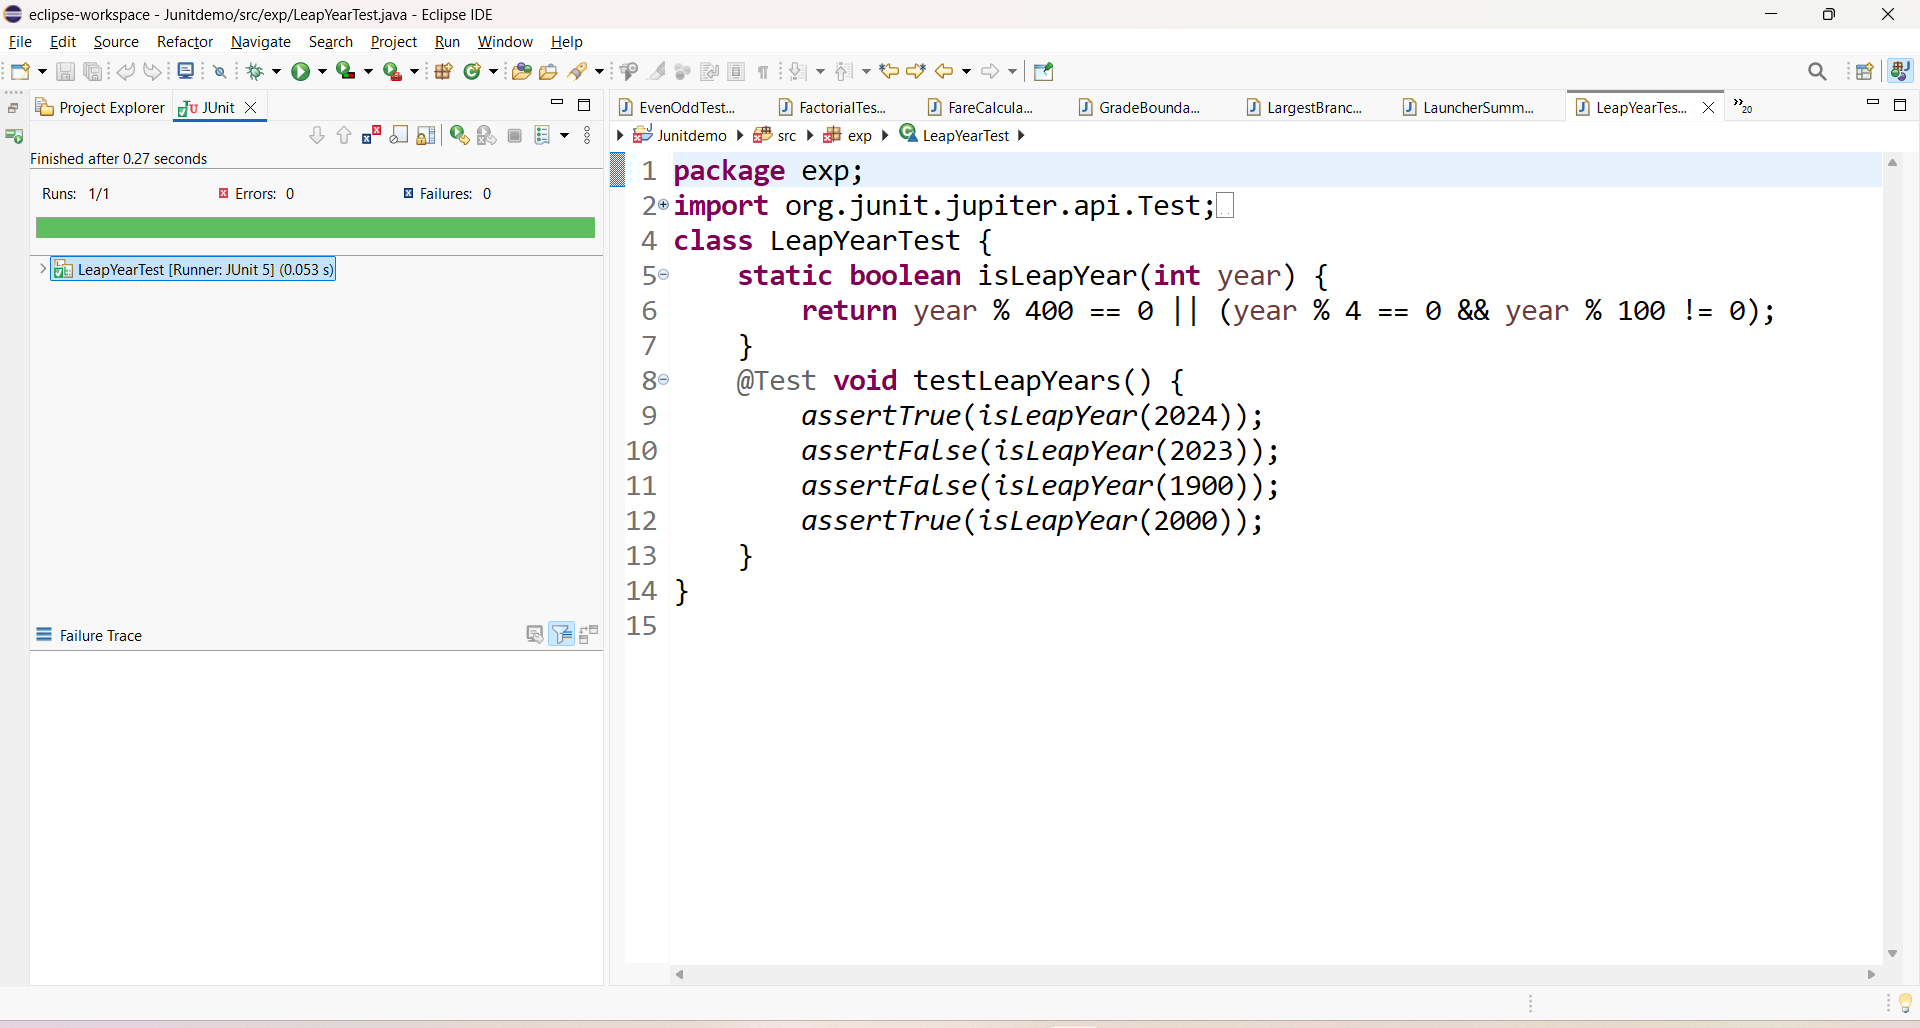 eclipse-workspace - Junitdemo/src/exp/LeapYearTest.java - Eclipse IDE
File Edit Source Refactor Navigate Search Project Run Window Help
Project Explorer JUnit
Finished after 0.27 seconds
Runs: 1/1 Errors: 0 Failures: 0
LeapYearTest [Runner: JUnit 5] (0.053 s)
Failure Trace
EvenOddTest... FactorialTes... FareCalcula... GradeBounda... LargestBranc... LauncherSumm... LeapYearTes... »20
Junitdemo src exp LeapYearTest
1 package exp;
2 import org.junit.jupiter.api.Test;
4 class LeapYearTest {
5 static boolean isLeapYear(int year) {
6 return year % 400 == 0 || (year % 4 == 0 && year % 100 != 0);
7 }
8 @Test void testLeapYears() {
9 assertTrue(isLeapYear(2024));
10 assertFalse(isLeapYear(2023));
11 assertFalse(isLeapYear(1900));
12 assertTrue(isLeapYear(2000));
13 }
14 }
15